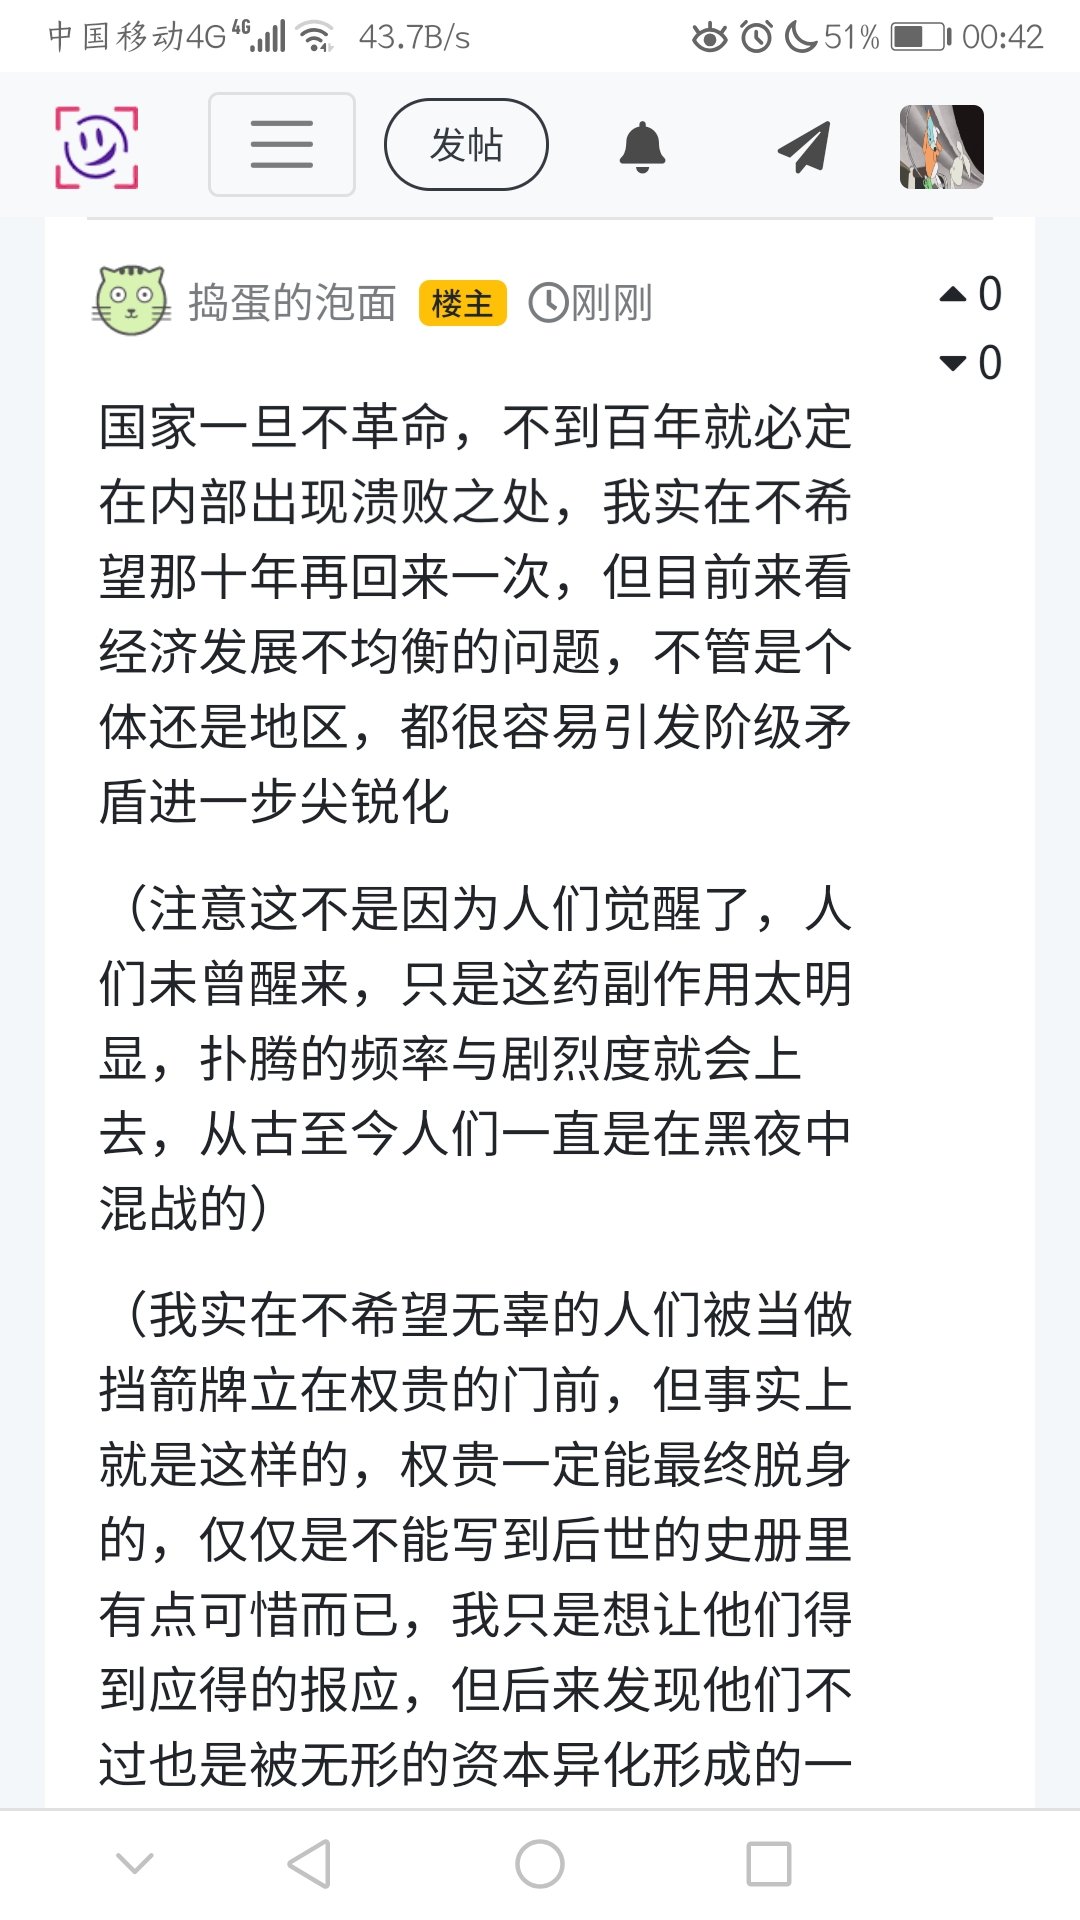 中国移动4G 4G 43.7B/s 51% 00:42
发帖
捣蛋的泡面 楼主 刚刚 0
0
国家一旦不革命，不到百年就必定
在内部出现溃败之处，我实在不希
望那十年再回来一次，但目前来看
经济发展不均衡的问题，不管是个
体还是地区，都很容易引发阶级矛
盾进一步尖锐化
（注意这不是因为人们觉醒了，人
们未曾醒来，只是这药副作用太明
显，扑腾的频率与剧烈度就会上
去，从古至今人们一直是在黑夜中
混战的）
（我实在不希望无辜的人们被当做
挡箭牌立在权贵的门前，但事实上
就是这样的，权贵一定能最终脱身
的，仅仅是不能写到后世的史册里
有点可惜而已，我只是想让他们得
到应得的报应，但后来发现他们不
过也是被无形的资本异化形成的一